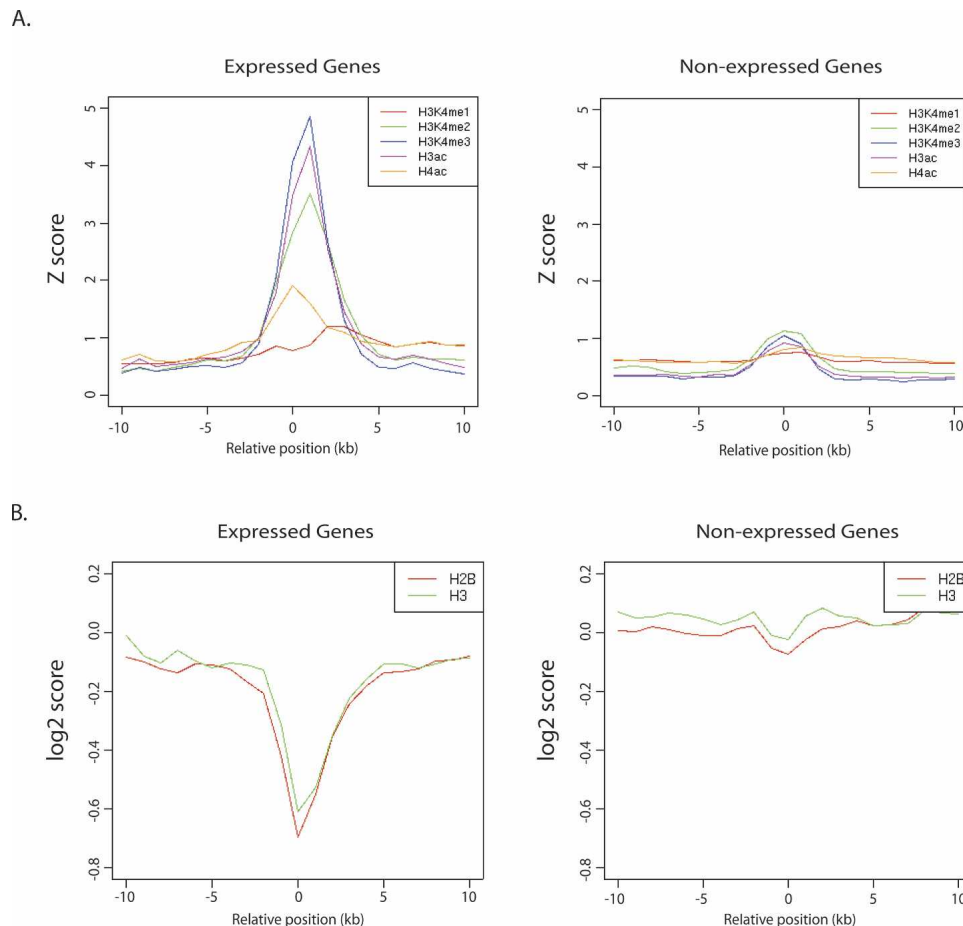 A.
Expressed Genes
Non-expressed Genes
5
4
3
2
1
0
Z score
H3K4me1
H3K4me2
H3K4me3
H3ac
H4ac
-10
-5
0
5
10
Relative position (kb)
5
4
3
2
1
0
Z score
H3K4me1
H3K4me2
H3K4me3
H3ac
H4ac
-10
-5
0
5
10
Relative position (kb)
B.
Expressed Genes
Non-expressed Genes
0.2
0.0
-0.2
-0.4
-0.6
-0.8
log2 score
H2B
H3
-10
-5
0
5
10
Relative position (kb)
0.2
0.0
-0.2
-0.4
-0.6
-0.8
log2 score
H2B
H3
-10
-5
0
5
10
Relative position (kb)